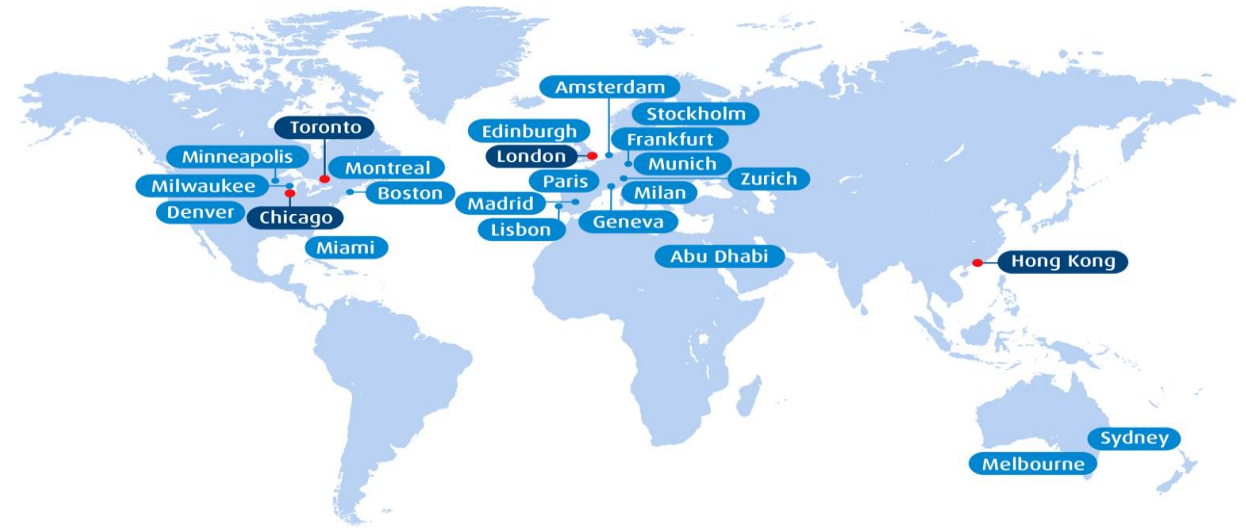 Amsterdam
Stockholm
Toronto
Edinburgh
Frankfurt
Minneapolis
London
Munich
Montreal
Milwaukee
Paris
Zurich
Boston
Milan
Denver
Chicago
Madrid
Lisbon
Geneva
Miami
Abu Dhabi
Hong Kong
Sydney
Melbourne